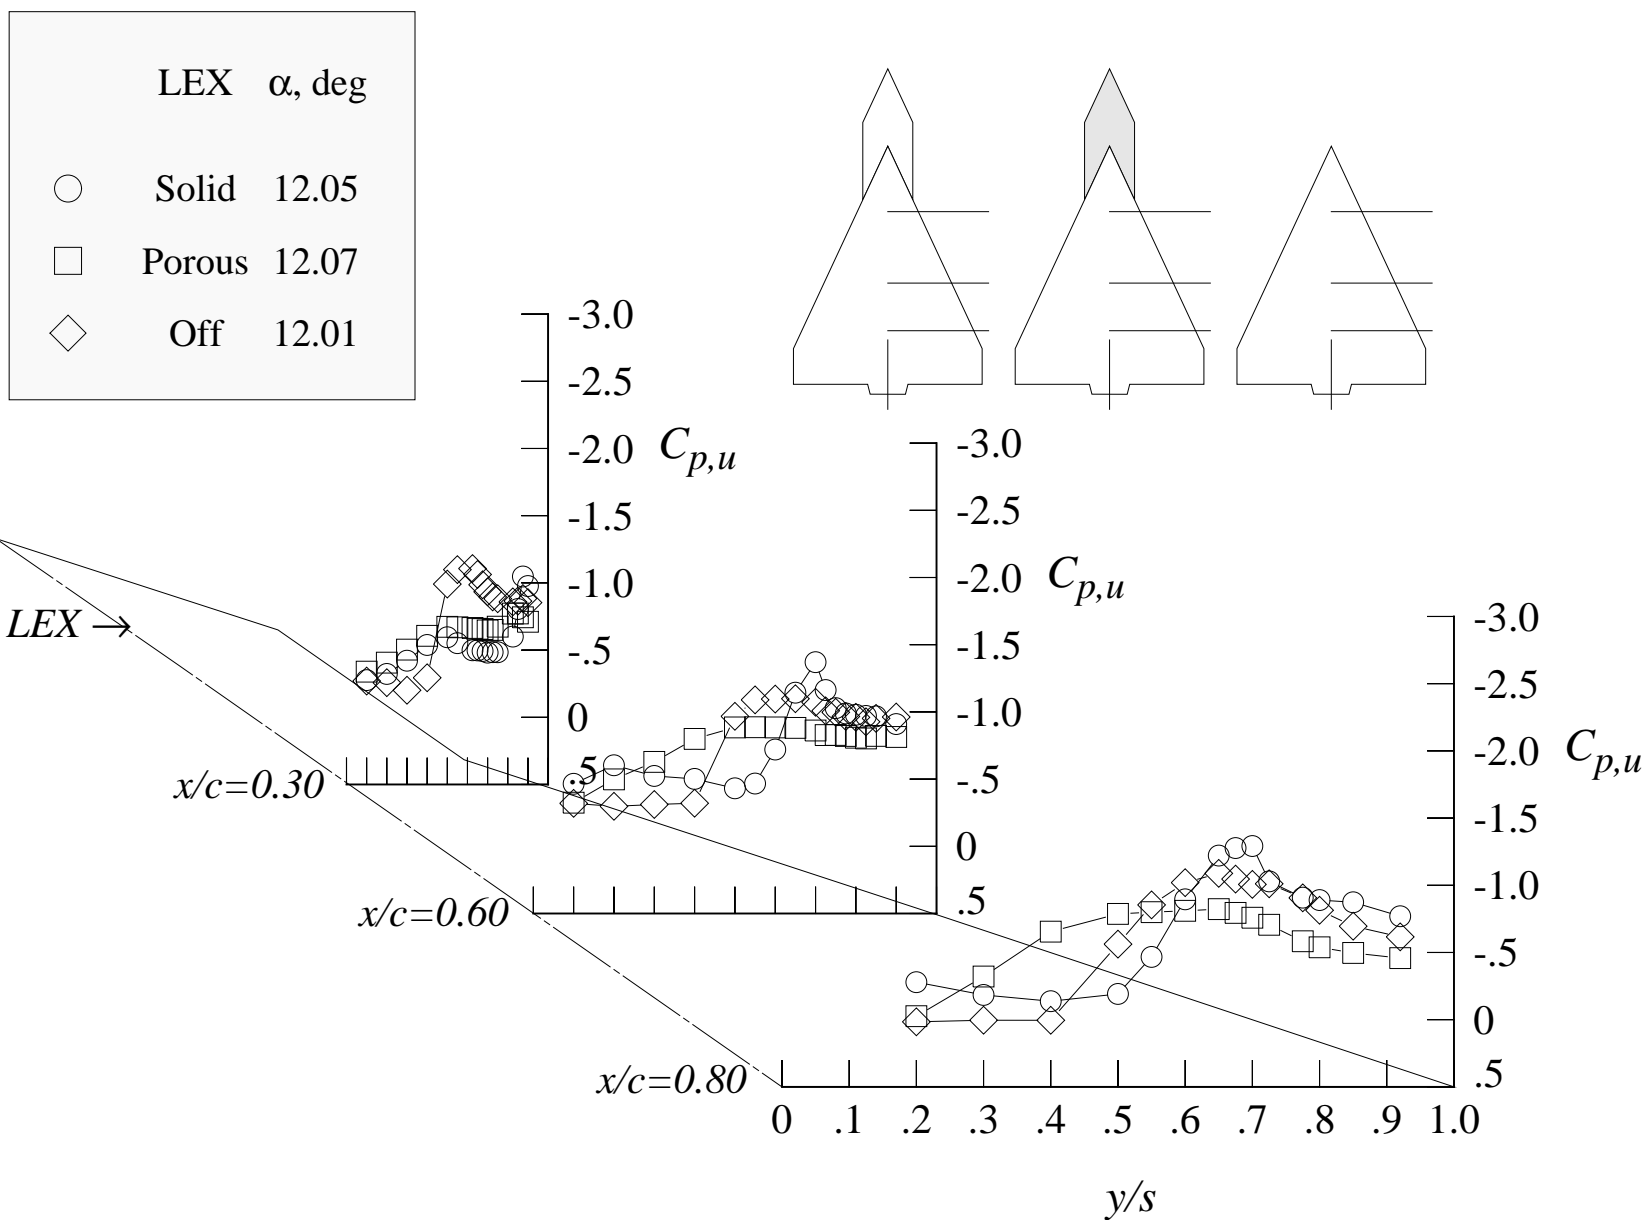 LEX α, deg
Solid 12.05
Porous 12.07
Off 12.01
-3.0
-2.5
-2.0 Cp,u
-1.5
-1.0
-.5
0
.5
LEX →
x/c=0.30
-3.0
-2.5
-2.0 Cp,u
-1.5
-1.0
-.5
0
.5
x/c=0.60
-3.0
-2.5
-2.0 Cp,u
-1.5
-1.0
-.5
0
.5
x/c=0.80
0 .1 .2 .3 .4 .5 .6 .7 .8 .9 1.0
y/s